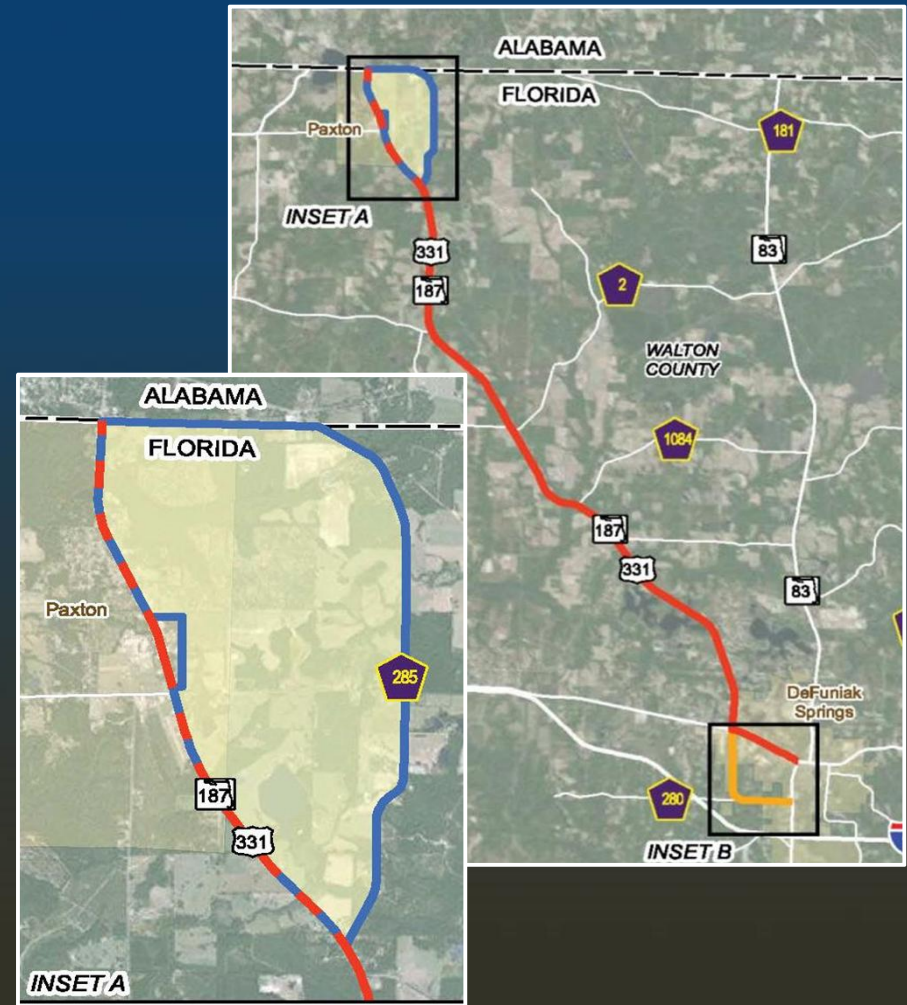 ALABAMA
FLORIDA
181
Paxton
INSET A
83
331
187
2
WALTON
COUNTY
1084
187
331
83
DeFuniak
Springs
280
INSET B
ALABAMA
FLORIDA
Paxton
285
187
331
INSET A